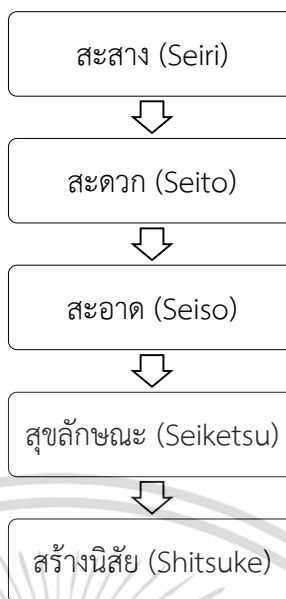 สะสาง (Seiri)
สะดวก (Seito)
สะอาด (Seiso)
สุขลักษณะ (Seiketsu)
สร้างนิสัย (Shitsuke)